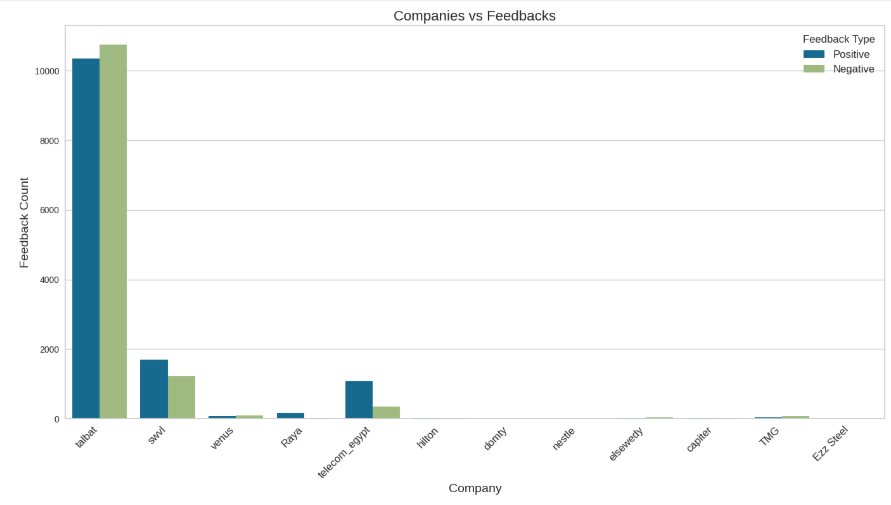 Companies vs Feedbacks
Feedback Type
Positive
Negative
Feedback Count
10000
8000
6000
4000
2000
0
talbat
swvl
venus
Raya
telecom_egypt
hilton
domty
nestle
elsewedy
capiter
TMG
Ezz Steel
Company